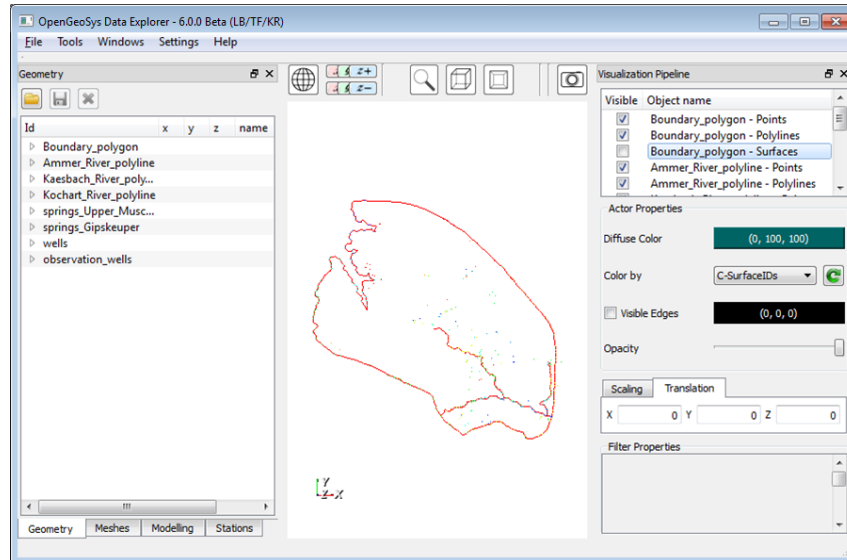 OpenGeoSys Data Explorer - 6.0.0 Beta (LB/TF/KR)
File Tools Windows Settings Help
Geometry
Id x y z name
Boundary_polygon
Ammer_River_polyline
Kaesbach_River_poly...
Kochart_River_polyline
springs_Upper_Musc...
springs_Gipskeuper
wells
observation_wells
Geometry Meshes Modelling Stations
z+
z-
Y
Z X
Visualization Pipeline
Visible Object name
Boundary_polygon - Points
Boundary_polygon - Polylines
Boundary_polygon - Surfaces
Ammer_River_polyline - Points
Ammer_River_polyline - Polylines
Actor Properties
Diffuse Color (0, 100, 100)
Color by C-SurfaceIDs
Visible Edges (0, 0, 0)
Opacity
Scaling Translation
X 0 Y 0 Z 0
Filter Properties